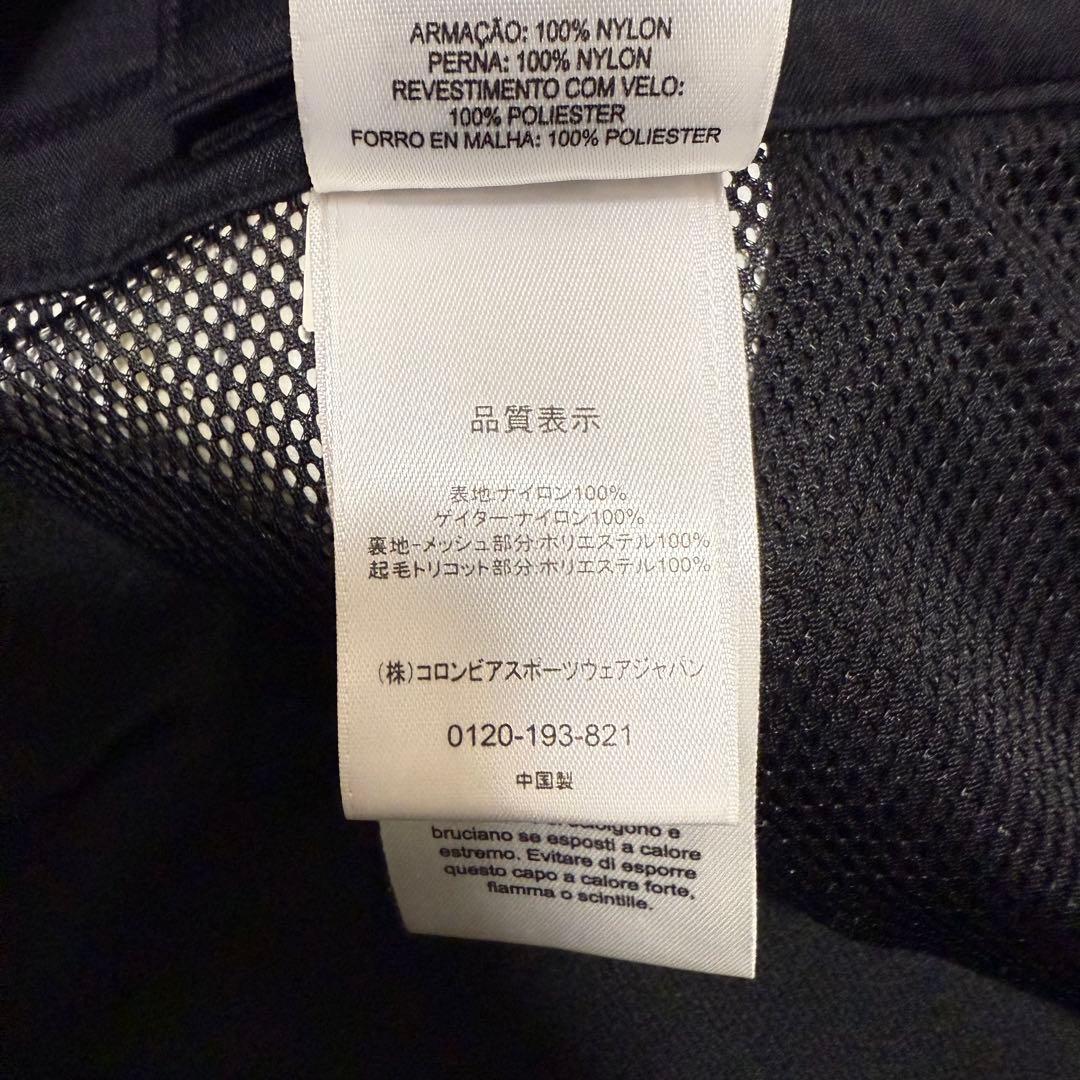 ARMAÇÃO: 100% NYLON
PERNA: 100% NYLON
REVESTIMENTO COM VELO:
100% POLIESTER
FORRO EN MALHA: 100% POLIESTER
品質表示
表地:ナイロン100%
ゲイター:ナイロン100%
裏地-メッシュ部分:ポリエステル100%
起毛トリコット部分:ポリエステル100%
(株)コロンビアスポーツウェアジャパン
0120-193-821
中国製
e
bruciano se esposti a calore
estremo. Evitare di esporre
questo capo a calore forte,
fiamma o scintille.